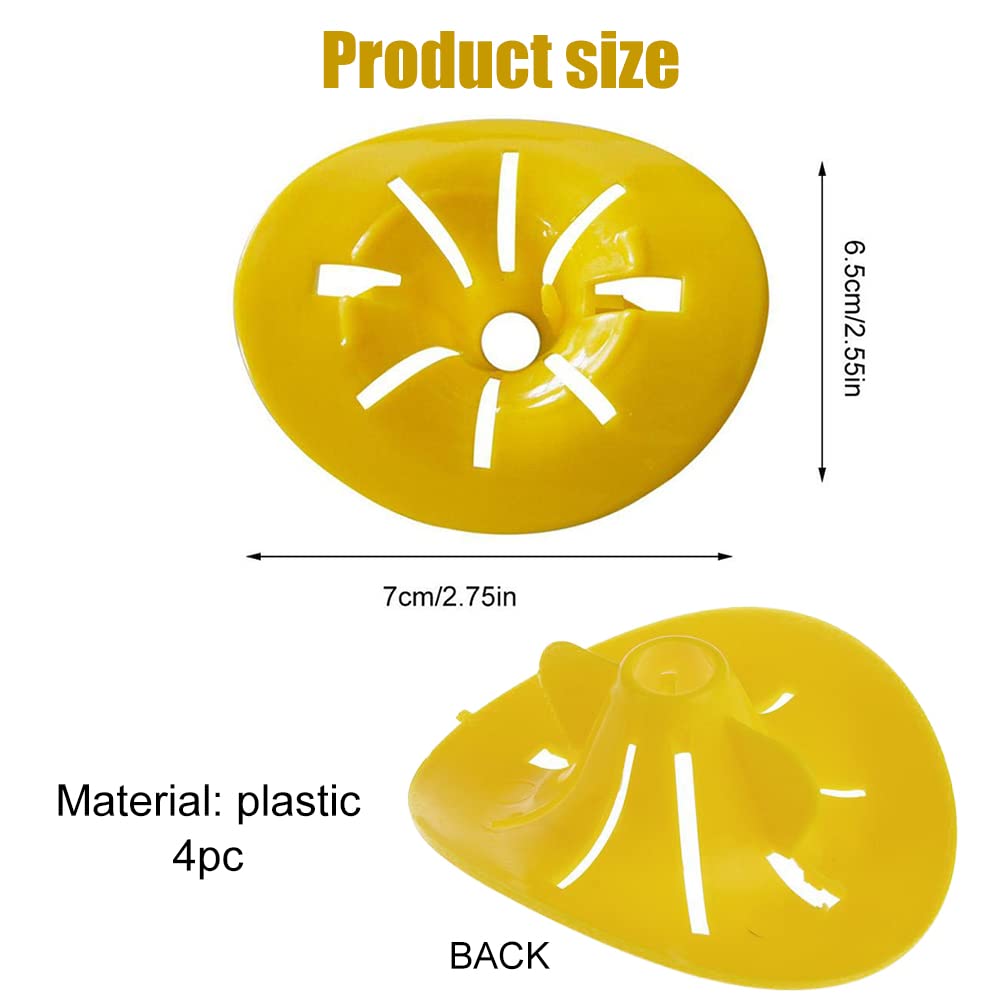 Product size
6.5cm/2.55in
7cm/2.75in
Material: plastic
4pc
BACK